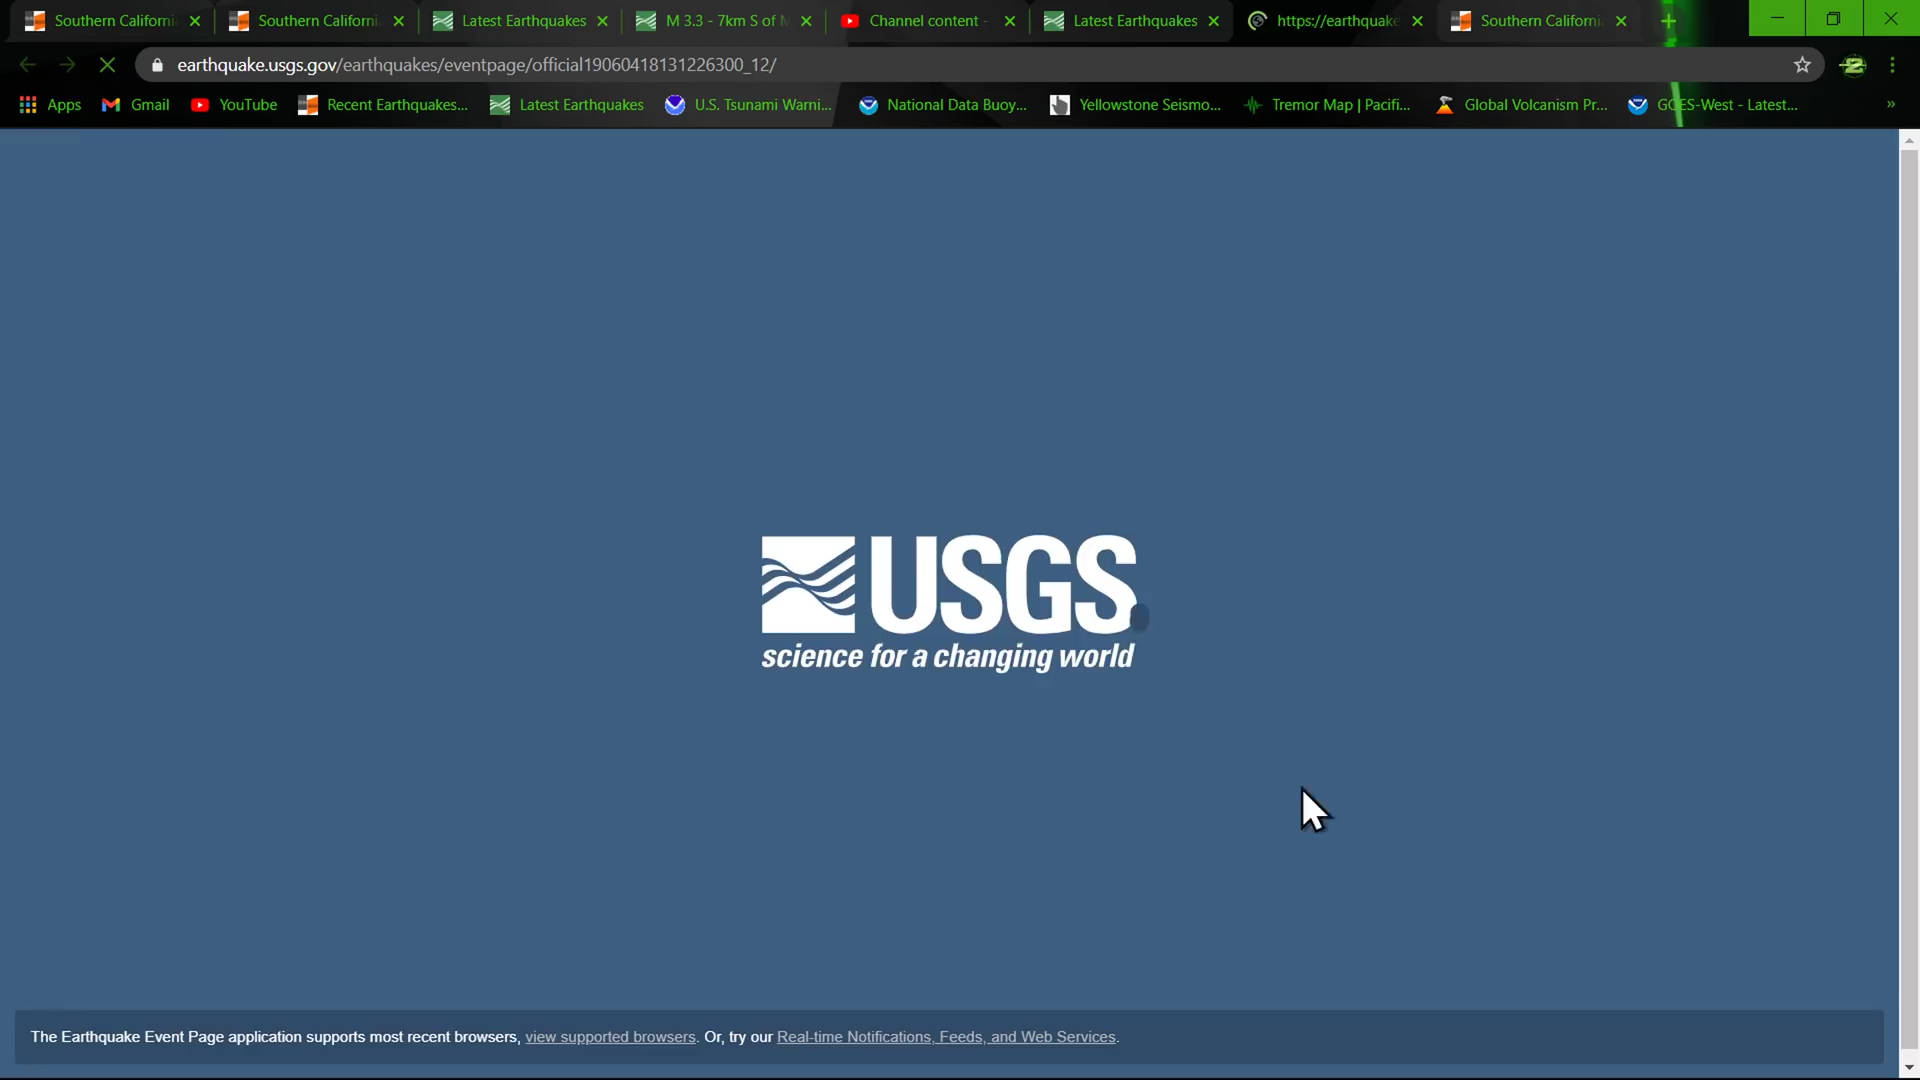 Southern Californi
Southern Californi
Latest Earthquakes
M 3.3 - 7km S of M
Channel content -
Latest Earthquakes
https://earthquake
Southern Californi
earthquake.usgs.gov/earthquakes/eventpage/official19060418131226300_12/
Apps
Gmail
YouTube
Recent Earthquakes...
Latest Earthquakes
U.S. Tsunami Warni...
National Data Buoy...
Yellowstone Seismo...
Tremor Map | Pacifi...
Global Volcanism Pr...
GOES-West - Latest...
USGS
science for a changing world
The Earthquake Event Page application supports most recent browsers, view supported browsers. Or, try our Real-time Notifications, Feeds, and Web Services.